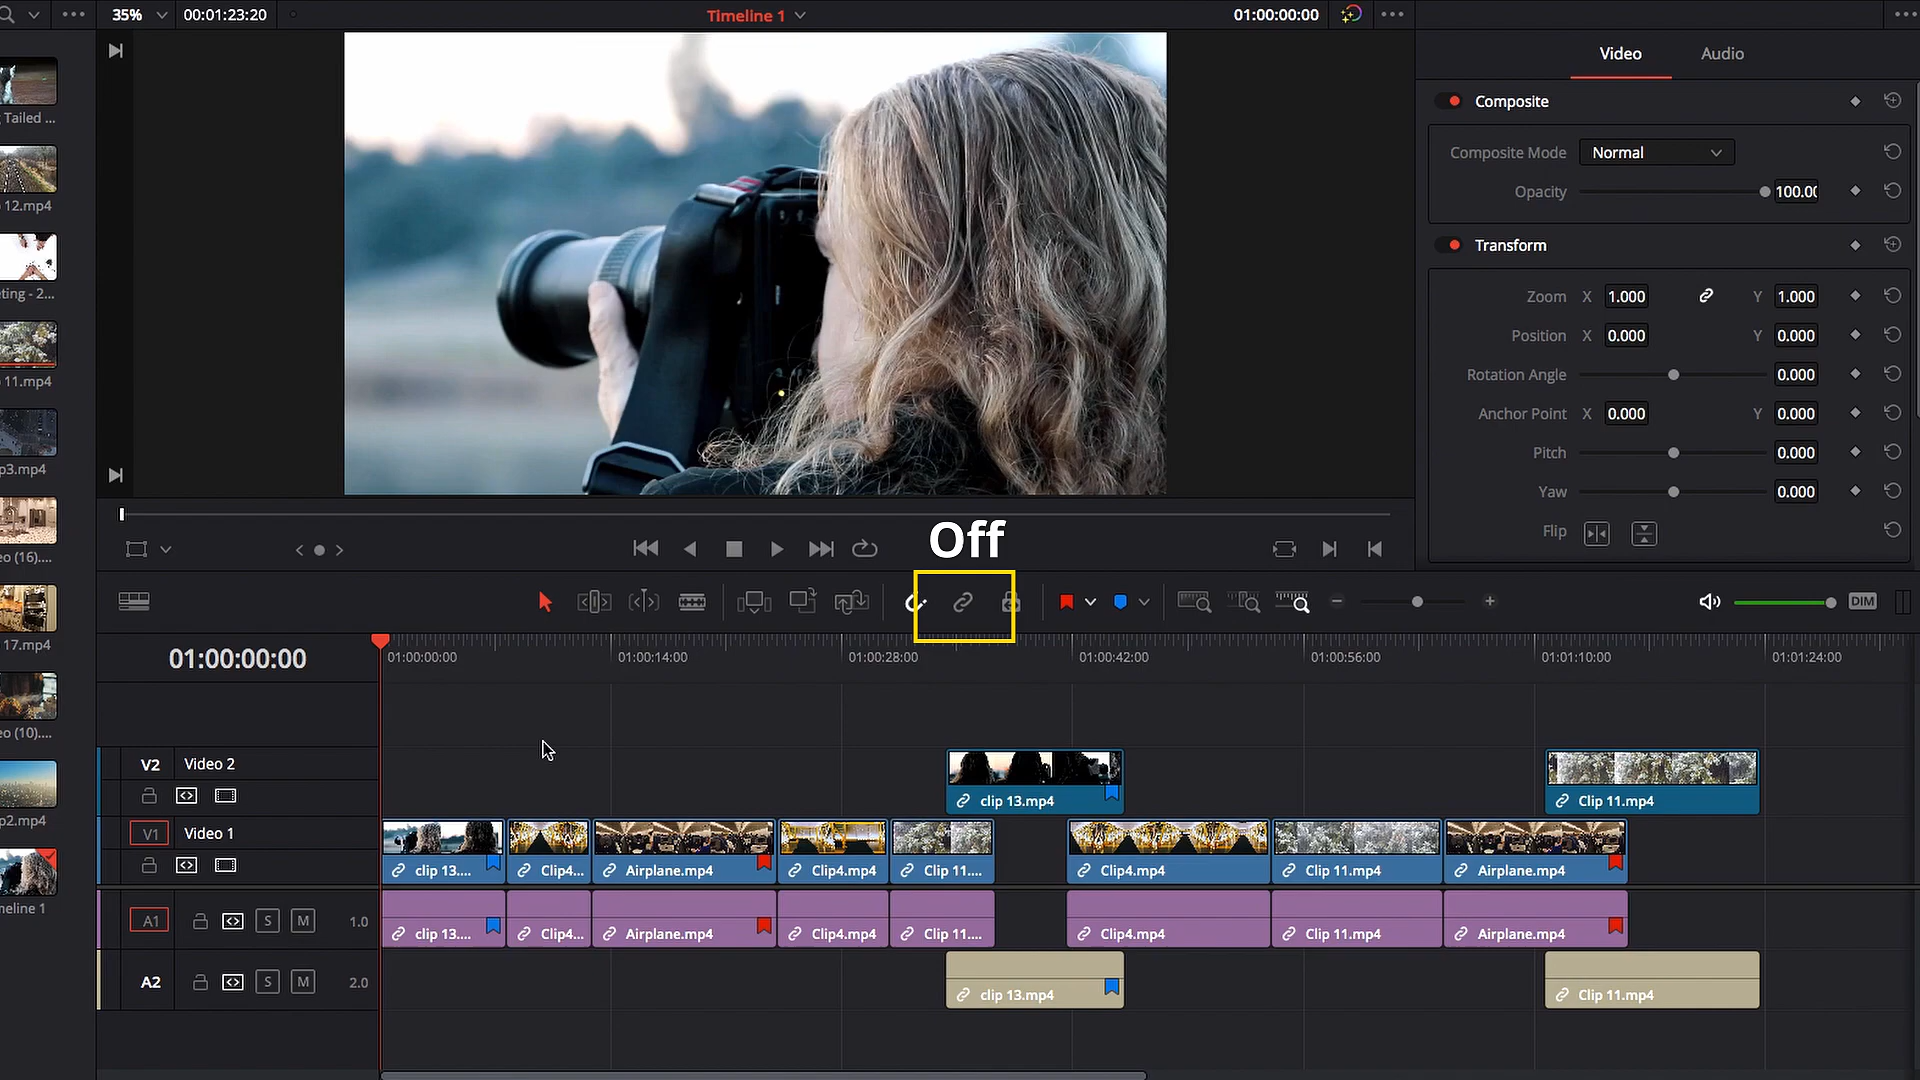 35%
00:01:23:20
Timeline 1
01:00:00:00
Video
Audio
Tailed ...
12.mp4
ting - 2...
11.mp4
p3.mp4
eo (16)....
17.mp4
eo (10)....
p2.mp4
meline 1
Composite
Composite Mode
Normal
Opacity
100.00
Transform
Zoom X 1.000 Y 1.000
Position X 0.000 Y 0.000
Rotation Angle 0.000
Anchor Point X 0.000 Y 0.000
Pitch 0.000
Yaw 0.000
Flip
Off
DIM
01:00:00:00
01:00:00:00
01:00:14:00
01:00:28:00
01:00:42:00
01:00:56:00
01:01:10:00
01:01:24:00
V2 Video 2
clip 13.mp4
Clip 11.mp4
V1 Video 1
clip 13....
Clip4...
Airplane.mp4
Clip4.mp4
Clip 11....
Clip4.mp4
Clip 11.mp4
Airplane.mp4
A1 S M 1.0
clip 13....
Clip4...
Airplane.mp4
Clip4.mp4
Clip 11....
Clip4.mp4
Clip 11.mp4
Airplane.mp4
A2 S M 2.0
clip 13.mp4
Clip 11.mp4